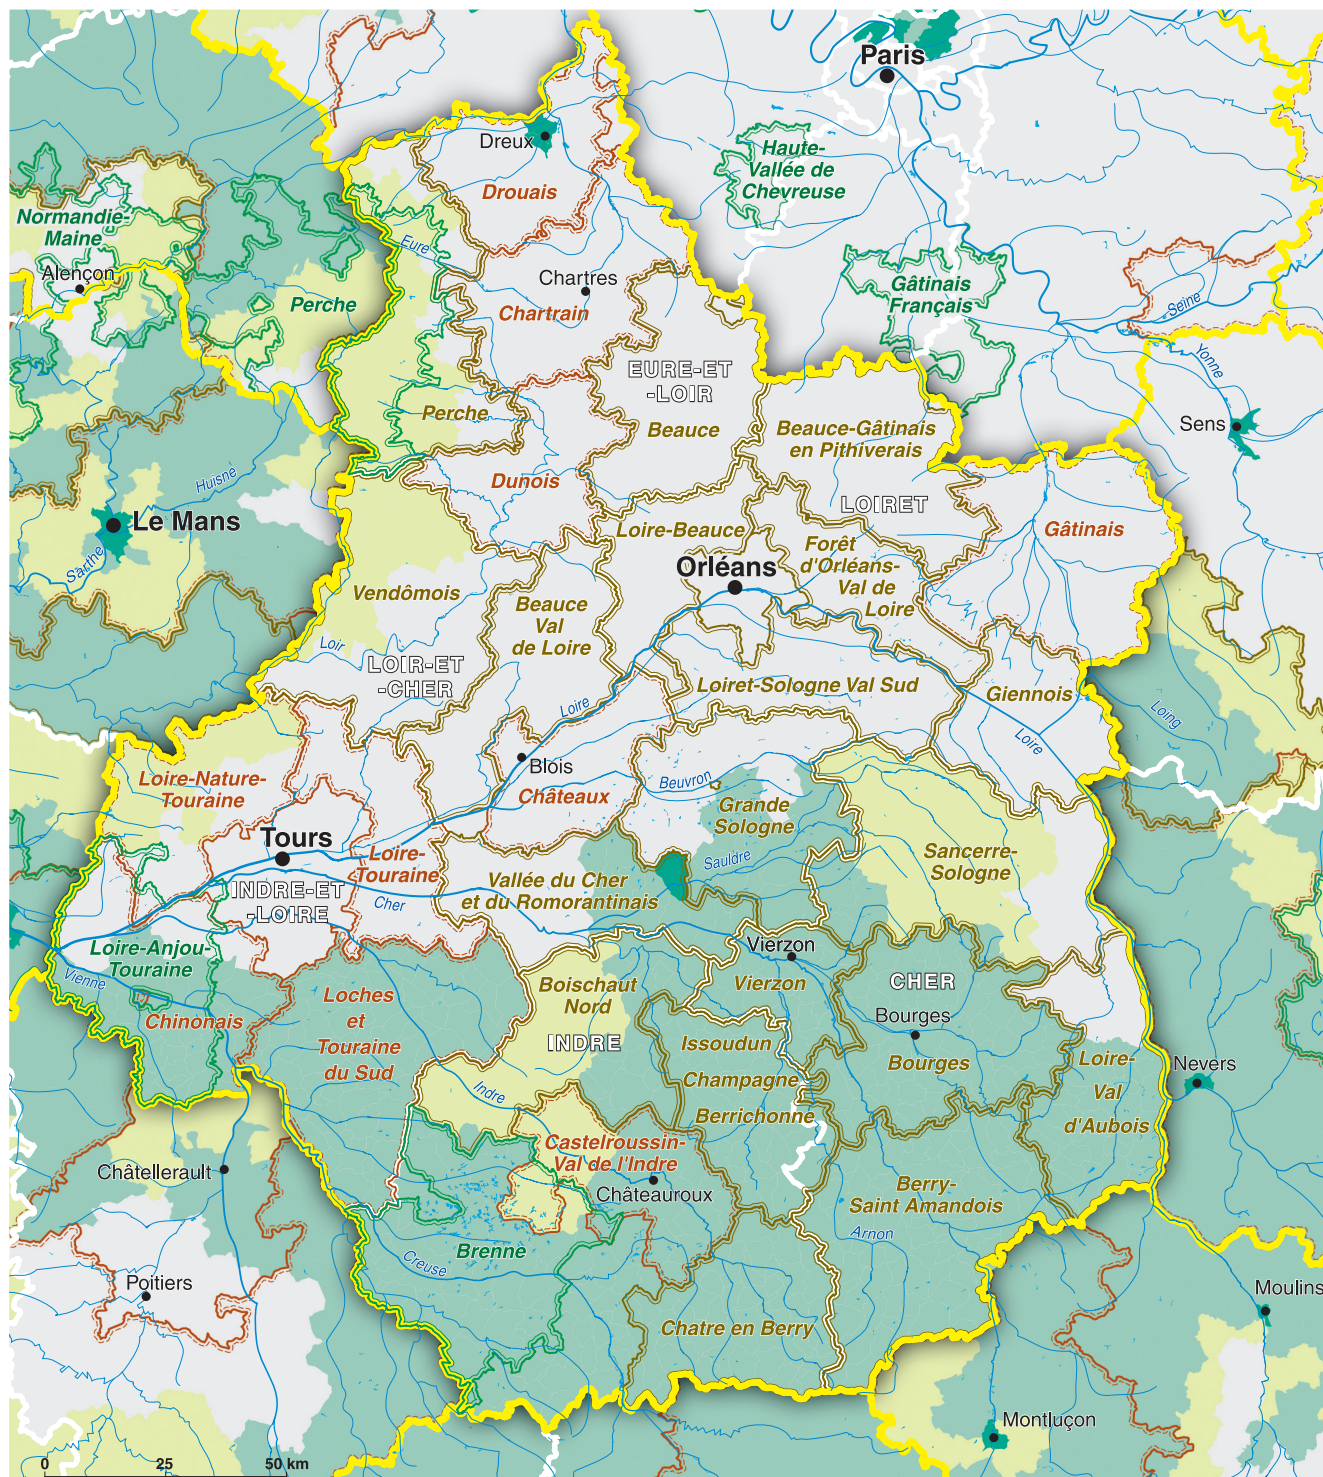 Paris
Dreux
Haute-
Vallée de
Chevreuse
Drouais
Normandie-
Maine
Eure
Alençon
Chartres
Gâtinais
Français
Perche
Chartrain
Seine
Yonne
EURE-ET
-LOIR
Perche
Beauce
Beauce-Gâtinais
en Pithiverais
Sens
Huisne
Dunois
LOIRET
Le Mans
Loire-Beauce
Gâtinais
Forêt
d'Orléans-
Val de
Loire
Sarthe
Orléans
Vendômois
Beauce
Val
de Loire
Loir
LOIR-ET
-CHER
Loiret-Sologne Val Sud
Giennois
Loire
Loing
Loire
Blois
Loire-Nature-
Touraine
Beuvron
Châteaux
Grande
Sologne
Tours
Loire-
Touraine
Sauldre
Sancerre-
Sologne
Vallée du Cher
et du Romorantinais
INDRE-ET
-LOIRE
Cher
Loire-Anjou-
Touraine
Vierzon
Vienne
Boischaut
Nord
Vierzon
CHER
Loches
et
Touraine
du Sud
Chinonais
Bourges
INDRE
Issoudun
Champagne
Berrichonne
Bourges
Loire-
Val
d'Aubois
Nevers
Indre
Castelroussin-
Val de l'Indre
Châtellerault
Châteauroux
Berry-
Saint Amandois
Arnon
Brenne
Creuse
Poitiers
Moulins
Chatre en Berry
Montluçon
0 25 50 km